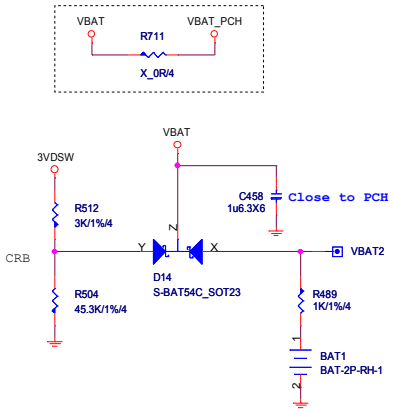 VBAT
VBAT_PCH
R711
X_0R/4
VBAT
3VDSW
R512
3K/1%/4
C458
1u6.3X6
Close to PCH
Z
Y
X
CRB
D14
S-BAT54C_SOT23
VBAT2
R504
45.3K/1%/4
R489
1K/1%/4
1
BAT1
BAT-2P-RH-1
2